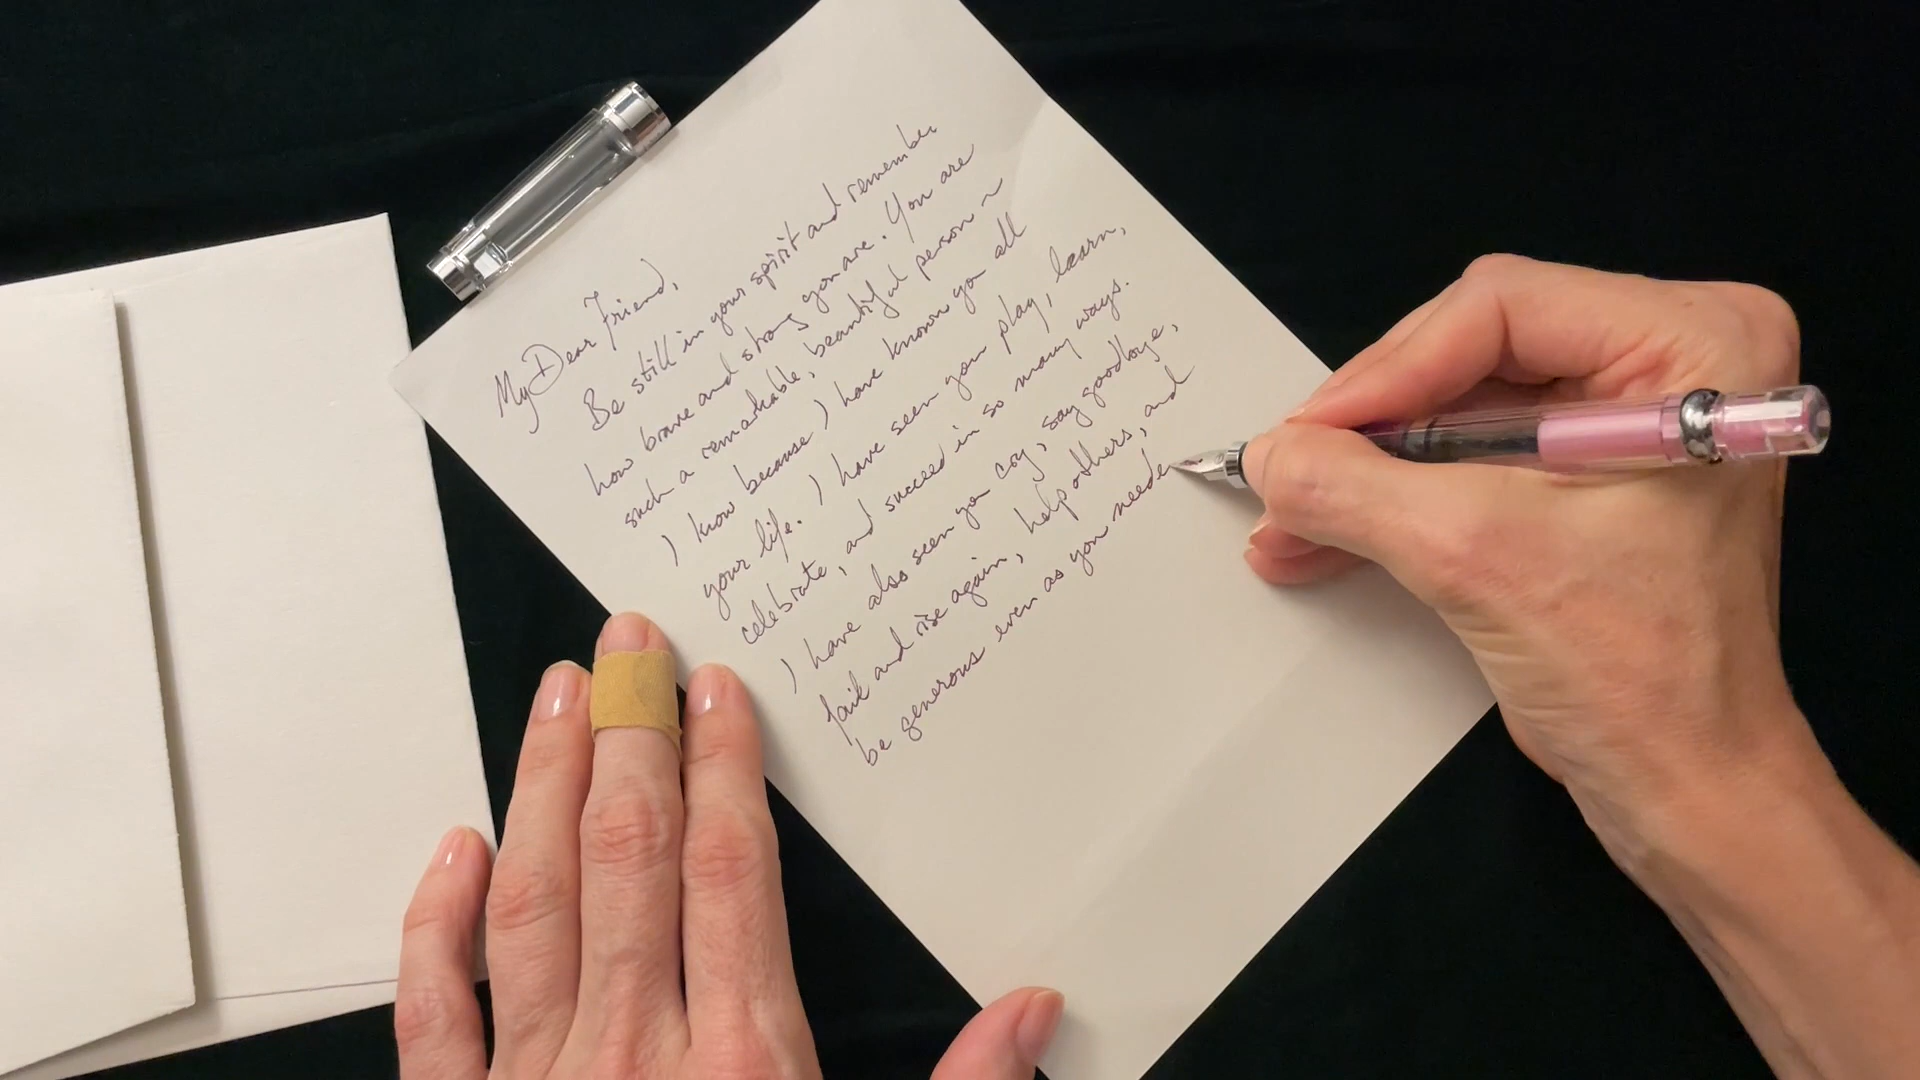 My Dear Friend,
Be still in your spirit and remember
how brave and strong you are. You are
such a remarkable, beautiful person ~
I know because I have known you all
your life. I have seen you play, learn,
celebrate, and succeed in so many ways.
I have also seen you cry, say goodbye,
fail and rise again, help others, and
be generous even as you neede